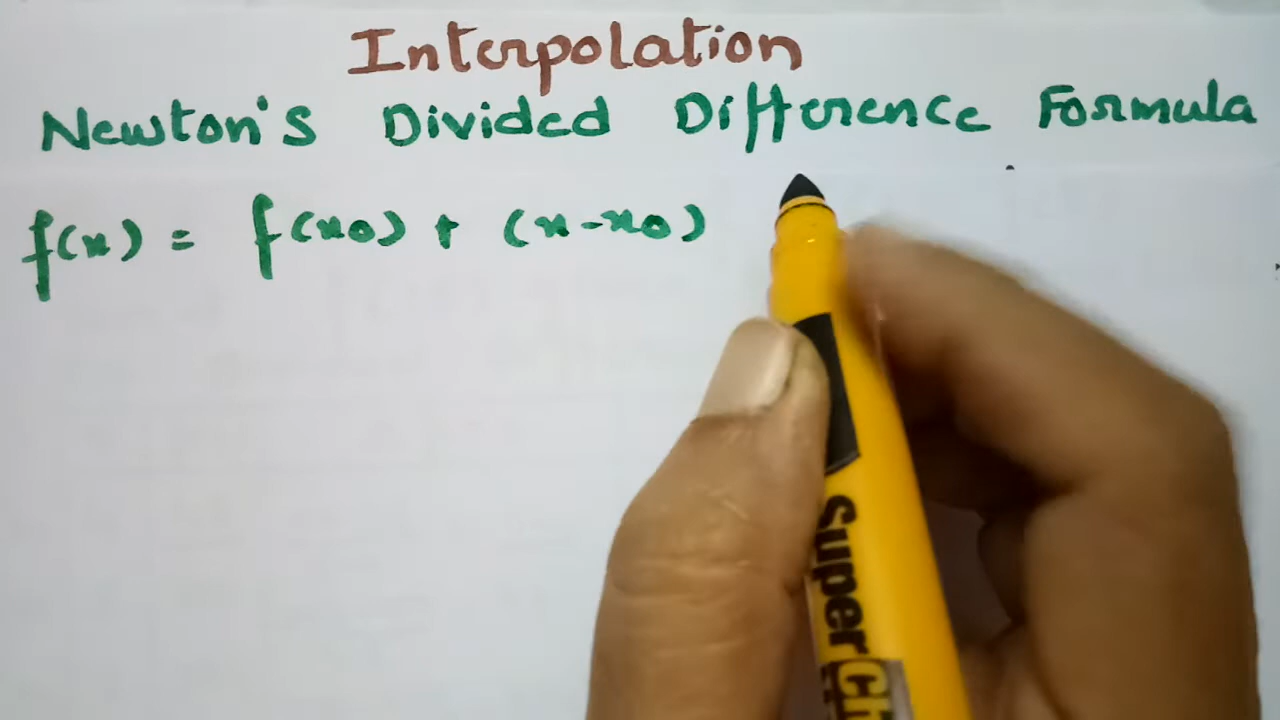 Interpolation
Newton's Divided Difference Formula
f(x) = f(x0) + (x-x0)
Super